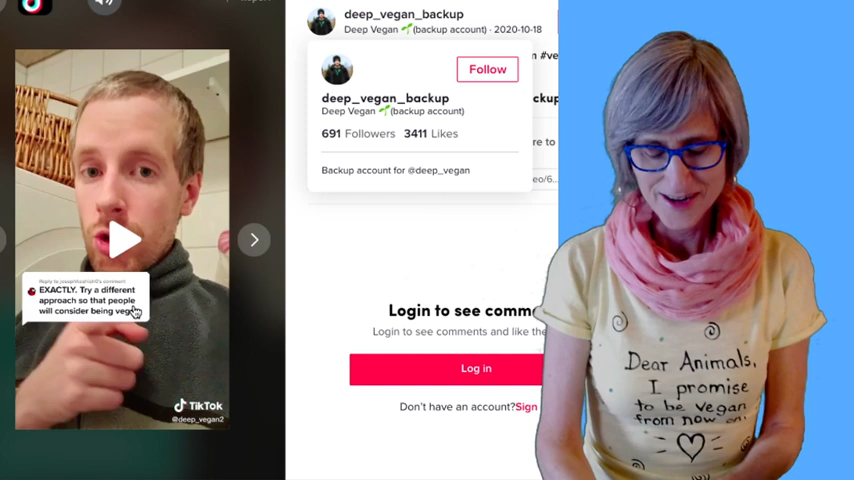 EXACTLY. Try a different
approach so that people
will consider being
TikTok
@deep_vegan2
deep_vegan_backup
Deep Vegan 🌱(backup account) · 2020-10-18
Follow
deep_vegan_backup
Deep Vegan 🌱(backup account)
691 Followers 3411 Likes
Backup account for @deep_vegan
Login to see
Login to see comments and like the
Log in
Don't have an account? Sign
Dear Animals,
I promise
to be vegan
from now on.